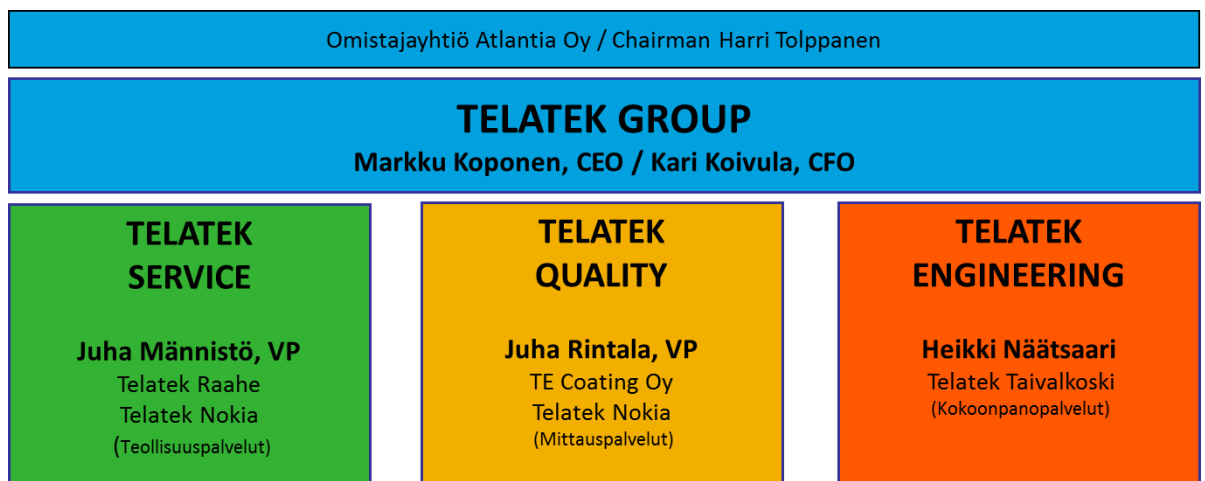 Omistajayhtiö Atlantia Oy / Chairman Harri Tolppanen
TELATEK GROUP
Markku Koponen, CEO / Kari Koivula, CFO
TELATEK
SERVICE
Juha Männistö, VP
Telatek Raahe
Telatek Nokia
(Teollisuuspalvelut)
TELATEK
QUALITY
Juha Rintala, VP
TE Coating Oy
Telatek Nokia
(Mittauspalvelut)
TELATEK
ENGINEERING
Heikki Näätsaari
Telatek Taivalkoski
(Kokoonpanopalvelut)